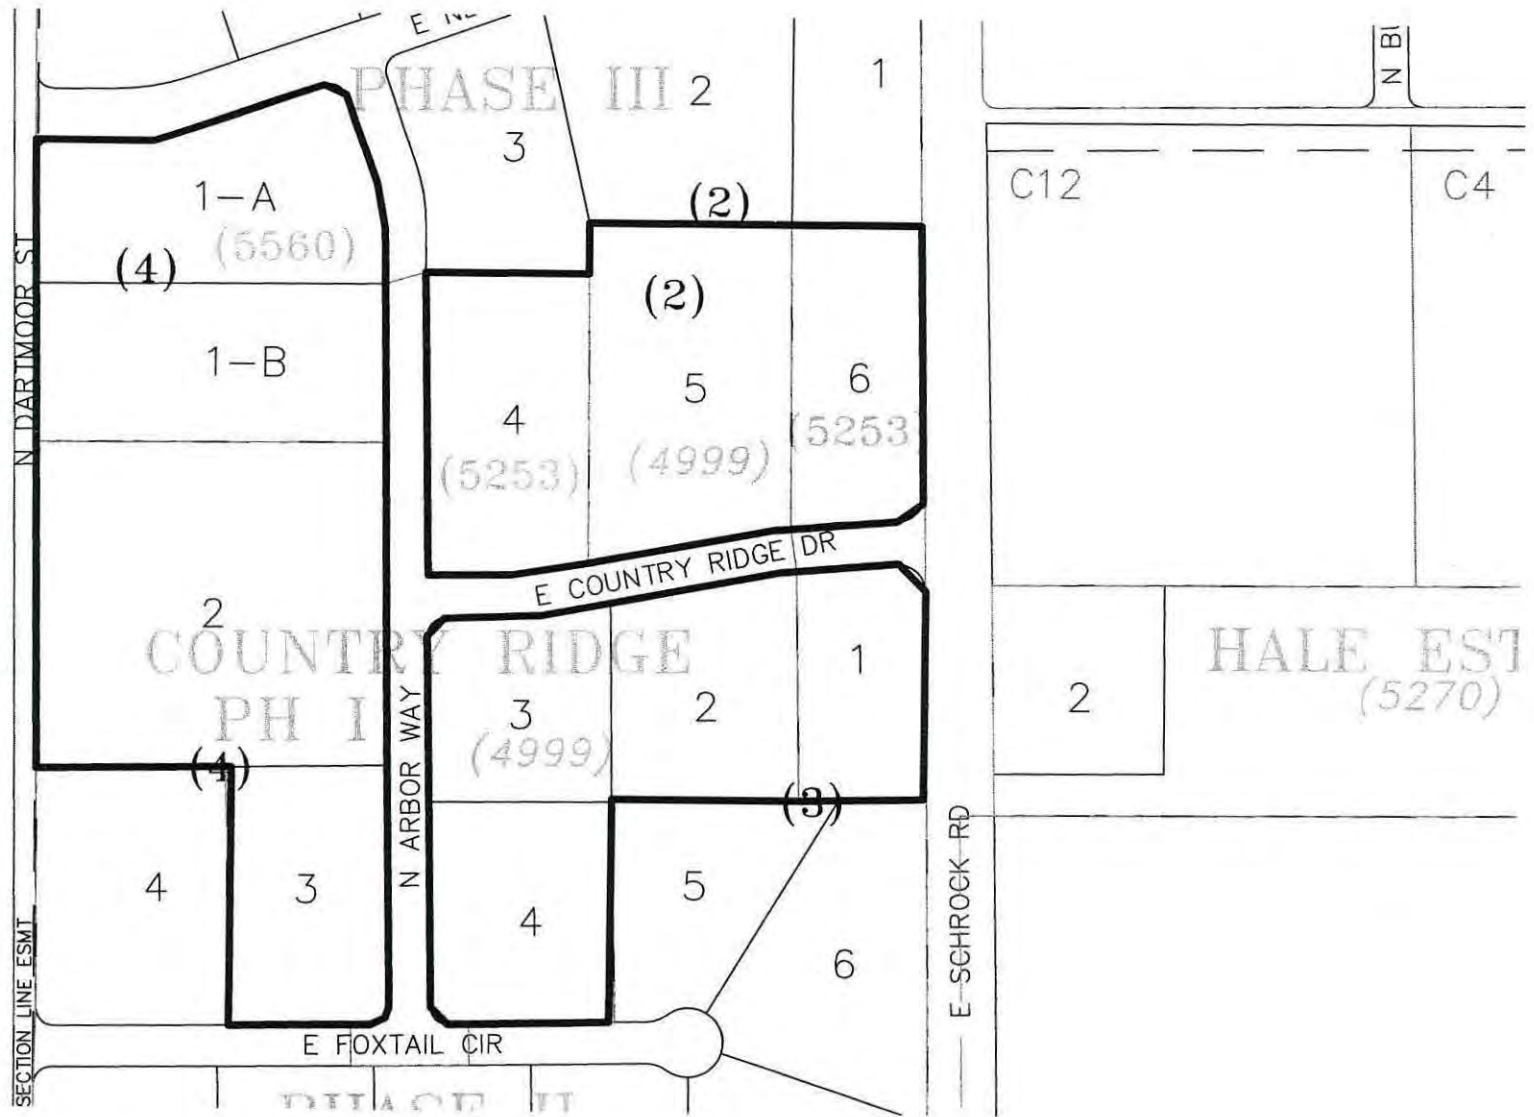 PHASE III
2
1
3
N
C12
C4
1-A
(2)
(5560)
(4)
(2)
N DARTMOOR ST
1-B
5
6
4
(5253)
(5253
(4999)
E COUNTRY RIDGE DR
2
COUNTRY RIDGE
PH I
1
HALE EST
(5270)
3
2
2
(4999)
N ARBOR WAY
(4)
(3)
E SCHROCK RD
4
3
4
5
6
SECTION LINE ESMT
E FOXTAIL CIR
PHASE II